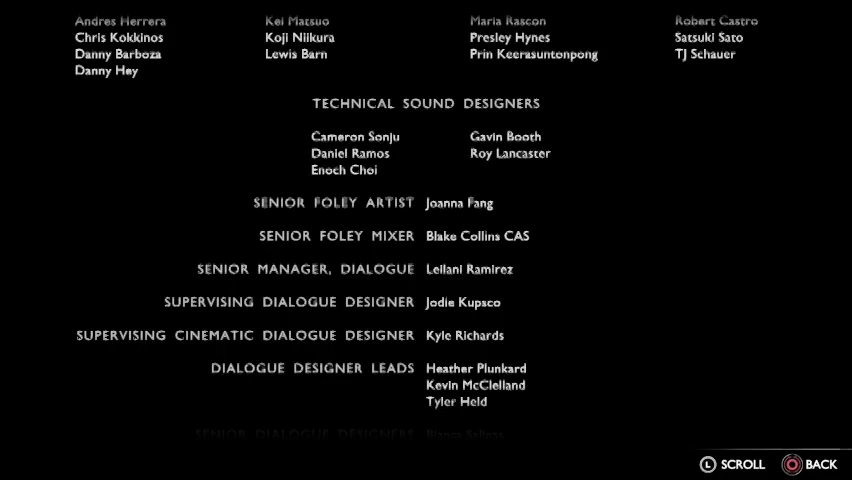 Andres Herrera Kei Matsuo Maria Rascon Robert Castro
Chris Kokkinos Koji Niikura Presley Hynes Satsuki Sato
Danny Barboza Lewis Barn Prin Keerasuntonpong TJ Schauer
Danny Hey
TECHNICAL SOUND DESIGNERS
Cameron Sonju Gavin Booth
Daniel Ramos Roy Lancaster
Enoch Choi
SENIOR FOLEY ARTIST Joanna Fang
SENIOR FOLEY MIXER Blake Collins CAS
SENIOR MANAGER, DIALOGUE Leilani Ramirez
SUPERVISING DIALOGUE DESIGNER Jodie Kupsco
SUPERVISING CINEMATIC DIALOGUE DESIGNER Kyle Richards
DIALOGUE DESIGNER LEADS Heather Plunkard
Kevin McClelland
Tyler Held
SENIOR DIALOGUE DESIGNERS Bianca
L SCROLL BACK